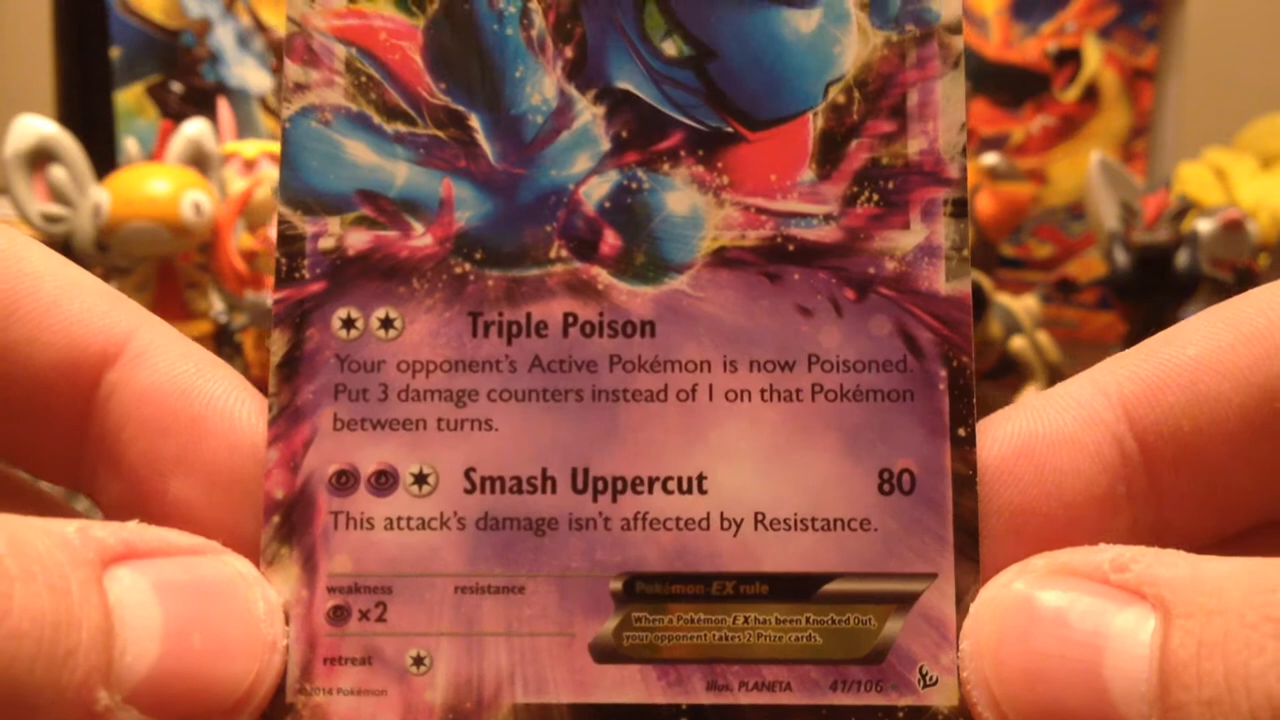 Triple Poison
Your opponent's Active Pokémon is now Poisoned.
Put 3 damage counters instead of 1 on that Pokémon
between turns.
Smash Uppercut 80
This attack's damage isn't affected by Resistance.
weakness resistance
×2
Pokémon-EX rule
When a Pokémon-EX has been Knocked Out,
your opponent takes 2 Prize cards.
retreat
©2014 Pokémon
Illus. PLANETA 41/106